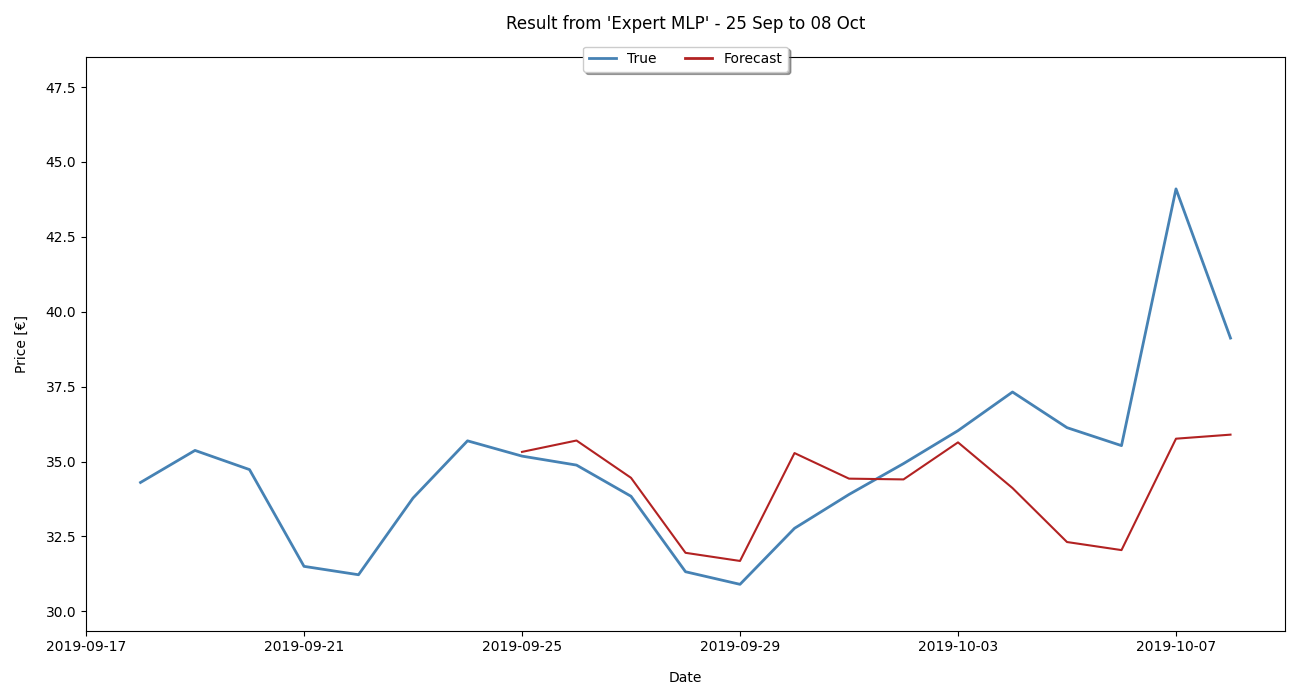 Result from 'Expert MLP' - 25 Sep to 08 Oct
True Forecast
47.5
45.0
42.5
40.0
37.5
35.0
32.5
30.0
Price [€]
2019-09-17 2019-09-21 2019-09-25 2019-09-29 2019-10-03 2019-10-07
Date